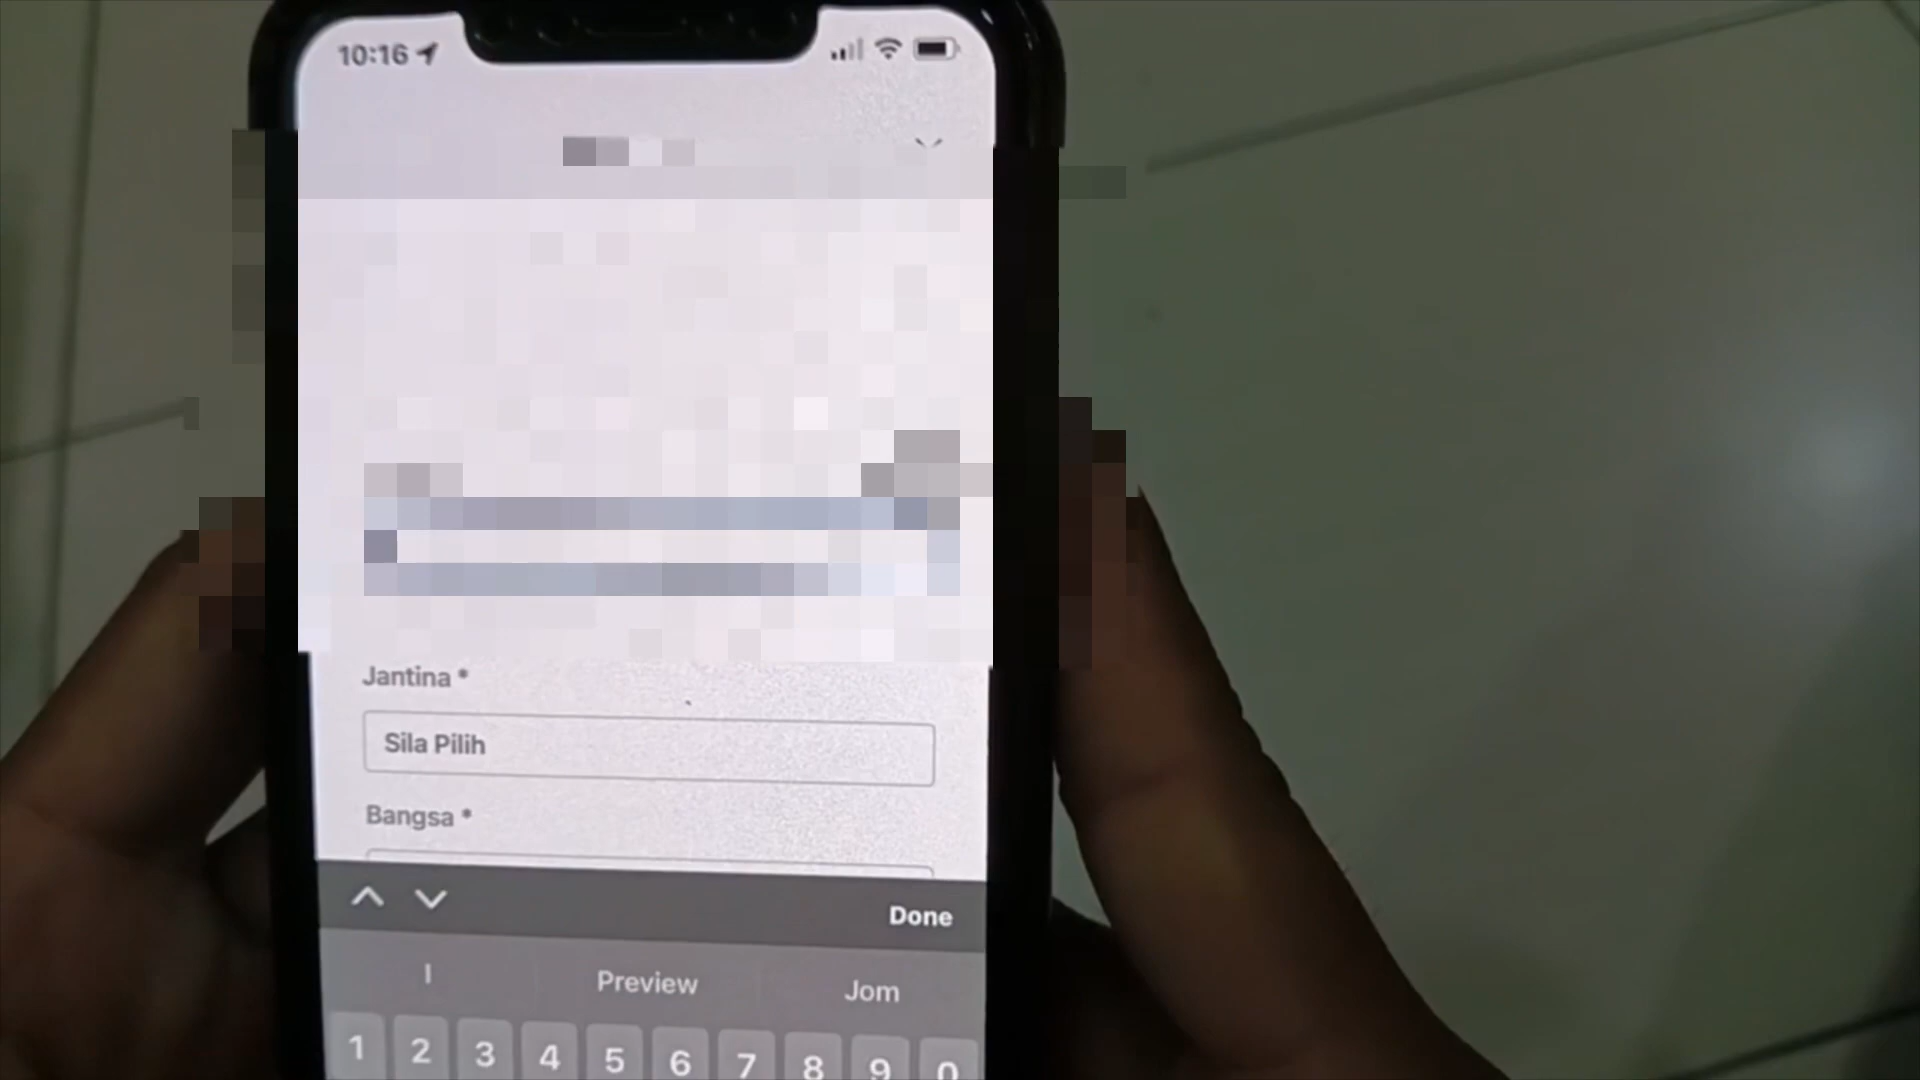 10:16
Jantina *
Sila Pilih
Bangsa *
Done
I Preview Jom
1 2 3 4 5 6 7 8 9 0